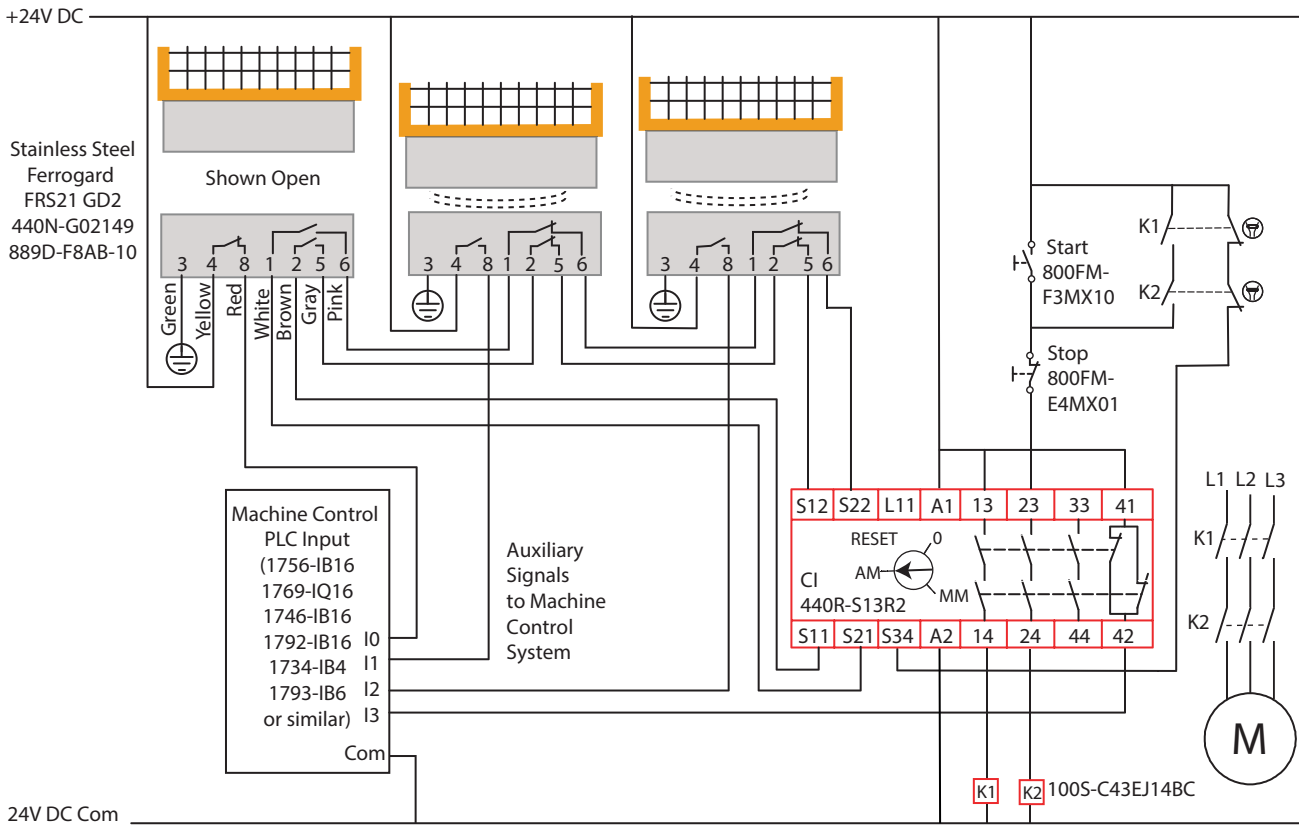 +24V DC
Stainless Steel
Ferrogard
FRS21 GD2
440N-G02149
889D-F8AB-10
Shown Open
3 4 8 1 2 5 6
Green
Yellow
Red
White
Brown
Gray
Pink
3 4 8 1 2 5 6
3 4 8 1 2 5 6
Start
800FM-
F3MX10
Stop
800FM-
E4MX01
K1
K2
Machine Control
PLC Input
(1756-IB16
1769-IQ16
1746-IB16
1792-IB16
1734-IB4
1793-IB6
or similar)
I0
I1
I2
I3
Com
Auxiliary
Signals
to Machine
Control
System
S12 S22 L11 A1 13 23 33 41
RESET
0
AM
MM
CI
440R-S13R2
S11 S21 S34 A2 14 24 44 42
L1 L2 L3
K1
K2
M
K1
K2
100S-C43EJ14BC
24V DC Com